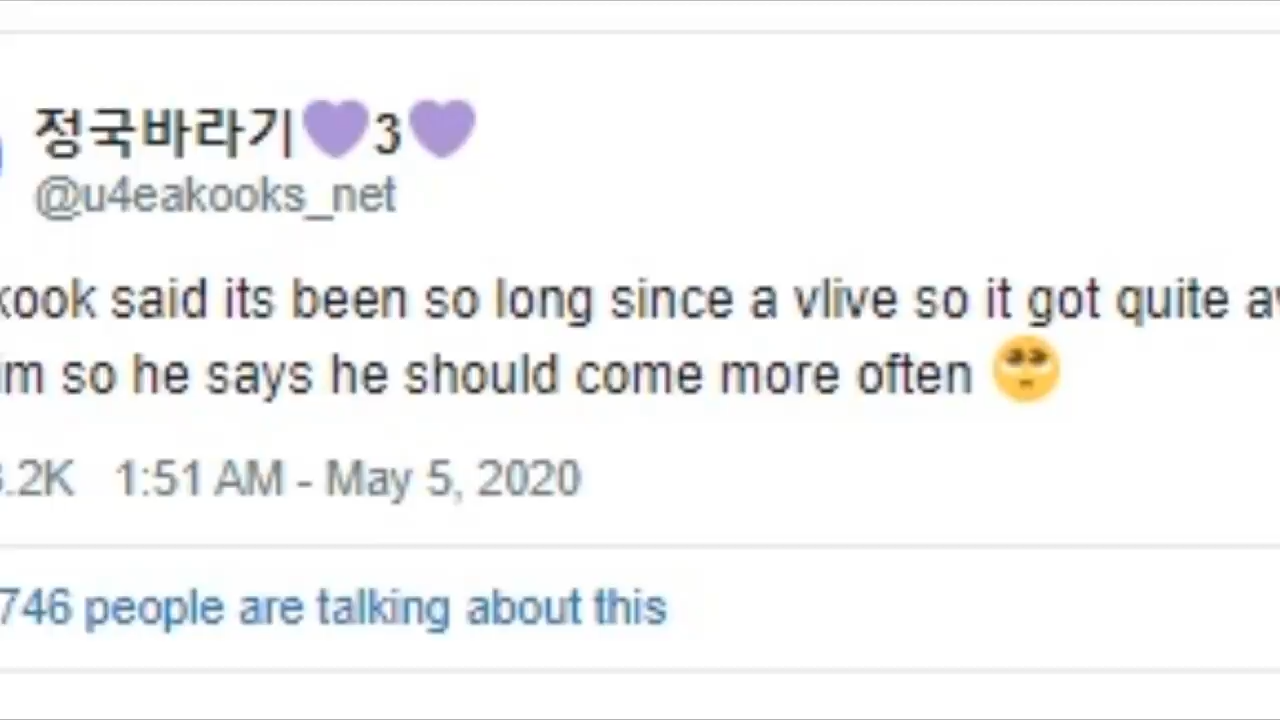 정국바라기💜3💜
@u4eakooks_net
kook said its been so long since a vlive so it got quite
im so he says he should come more often 🥺
.2K 1:51 AM - May 5, 2020
746 people are talking about this